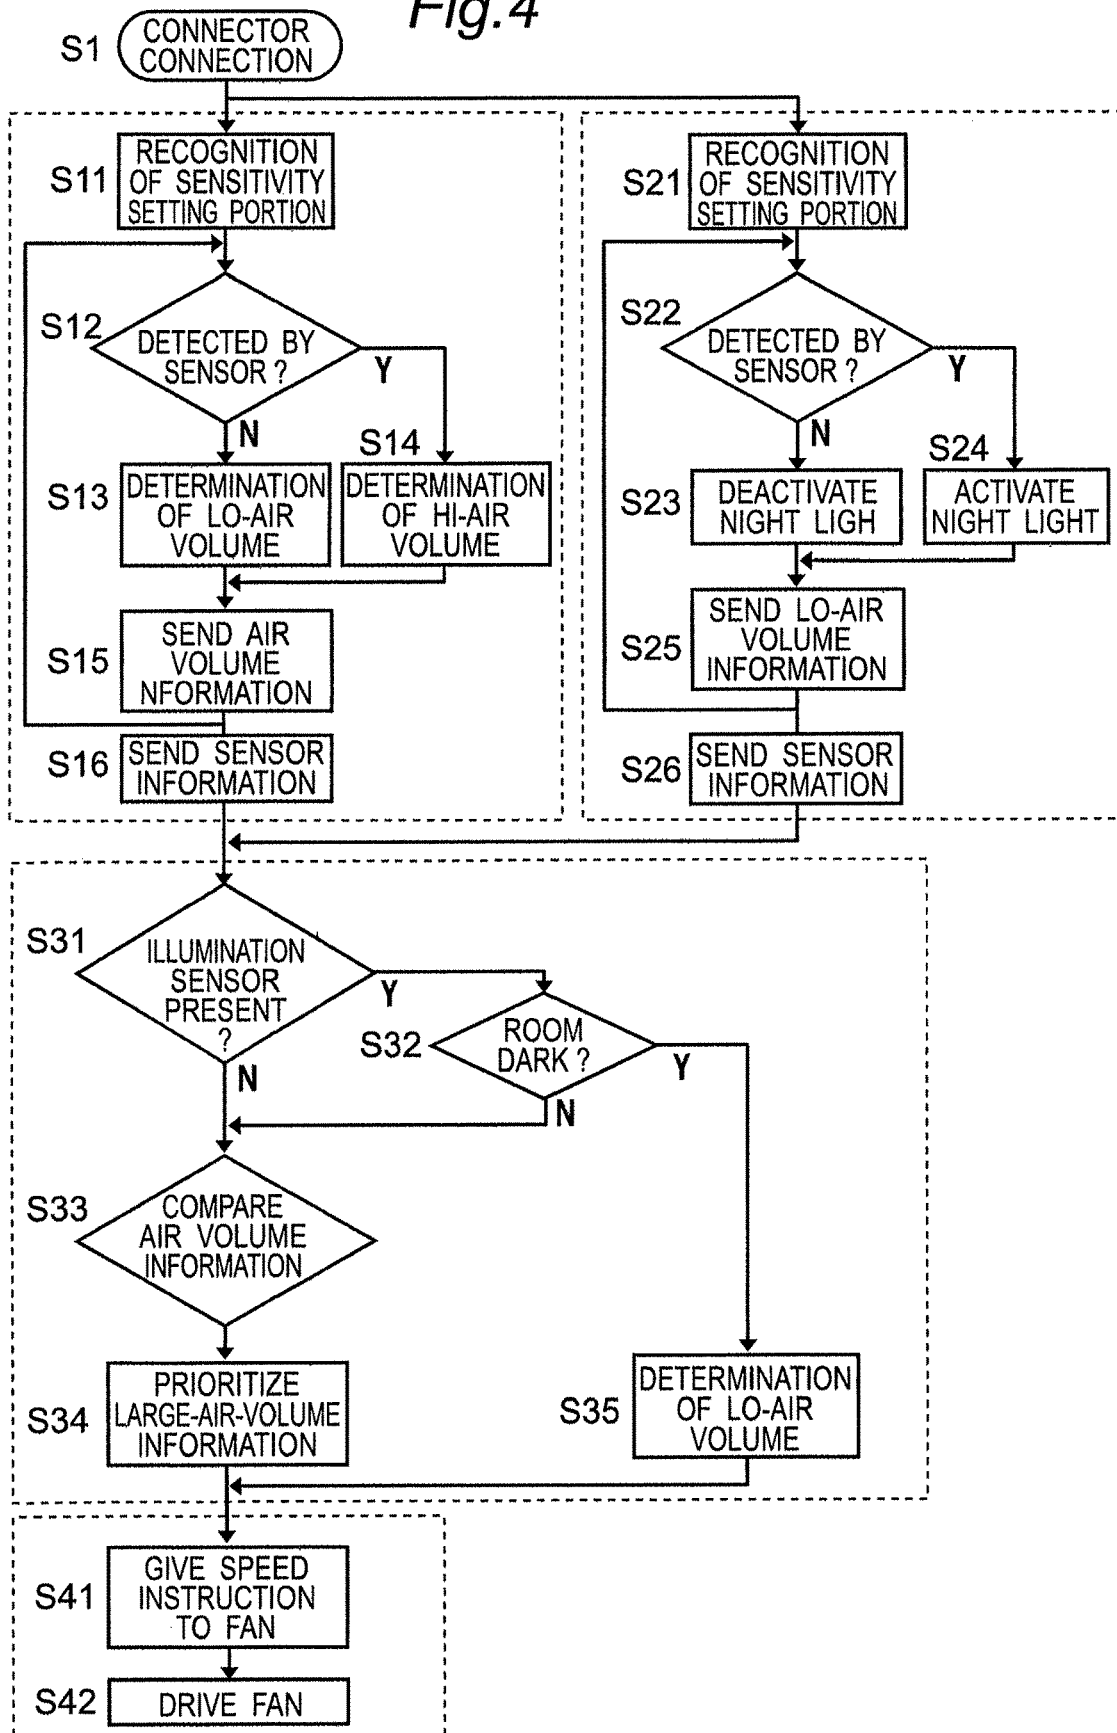 Fig.4
S1
CONNECTOR
CONNECTION
S11
RECOGNITION
OF SENSITIVITY
SETTING PORTION
S12
DETECTED BY
SENSOR ?
Y
N
S13
DETERMINATION
OF LO-AIR
VOLUME
S14
DETERMINATION
OF HI-AIR
VOLUME
S15
SEND AIR
VOLUME
NFORMATION
S16
SEND SENSOR
INFORMATION
S21
RECOGNITION
OF SENSITIVITY
SETTING PORTION
S22
DETECTED BY
SENSOR ?
Y
N
S23
DEACTIVATE
NIGHT LIGH
S24
ACTIVATE
NIGHT LIGHT
S25
SEND LO-AIR
VOLUME
INFORMATION
S26
SEND SENSOR
INFORMATION
S31
ILLUMINATION
SENSOR
PRESENT
?
Y
N
S32
ROOM
DARK ?
Y
N
S33
COMPARE
AIR VOLUME
INFORMATION
S34
PRIORITIZE
LARGE-AIR-VOLUME
INFORMATION
S35
DETERMINATION
OF LO-AIR
VOLUME
S41
GIVE SPEED
INSTRUCTION
TO FAN
S42
DRIVE FAN